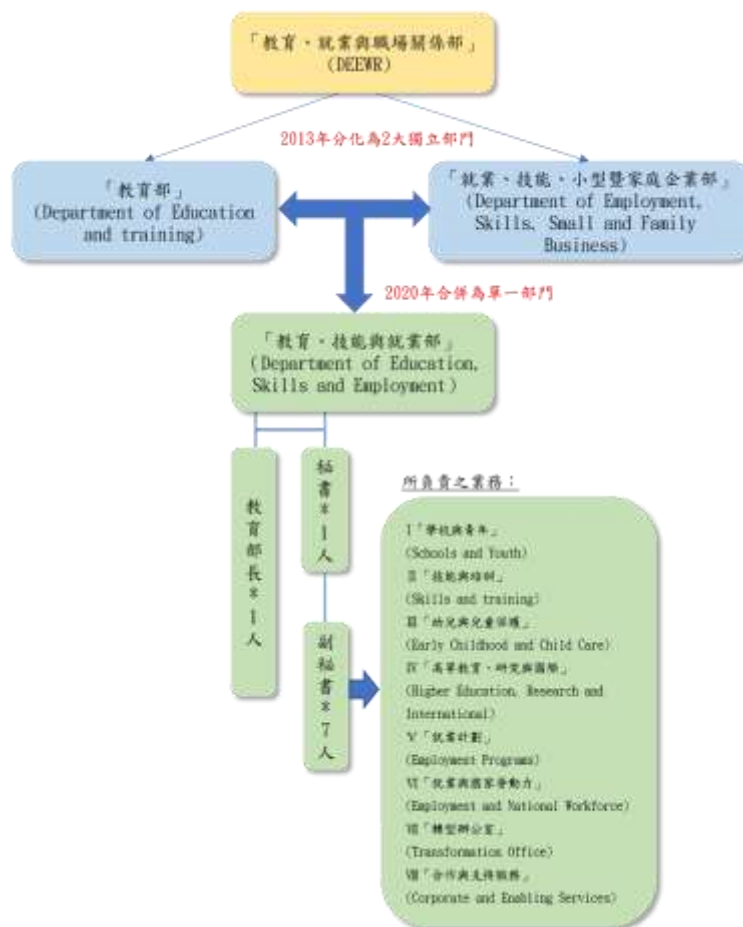 「教育、就業與職場關係部」
(DEEWR)
2013年分化為2大獨立部門
「教育部」
(Department of Education
and training)
「就業、技能、小型暨家庭企業部」
(Department of Employment,
Skills, Small and Family
Business)
2020年合併為單一部門
「教育、技能與就業部」
(Department of Education,
Skills and Employment)
教育部長*1人
秘書*1人
副秘書*7人
所負責之業務：
I「學校與青年」
(Schools and Youth)
II「技能與培訓」
(Skills and training)
III「幼兒與兒童保護」
(Early Childhood and Child Care)
IV「高等教育、研究與國際」
(Higher Education, Research and
International)
V「就業計劃」
(Employment Programs)
VI「就業與國家勞動力」
(Employment and National Workforce)
VII「轉型辦公室」
(Transformation Office)
VIII「合作與支持服務」
(Corporate and Enabling Services)